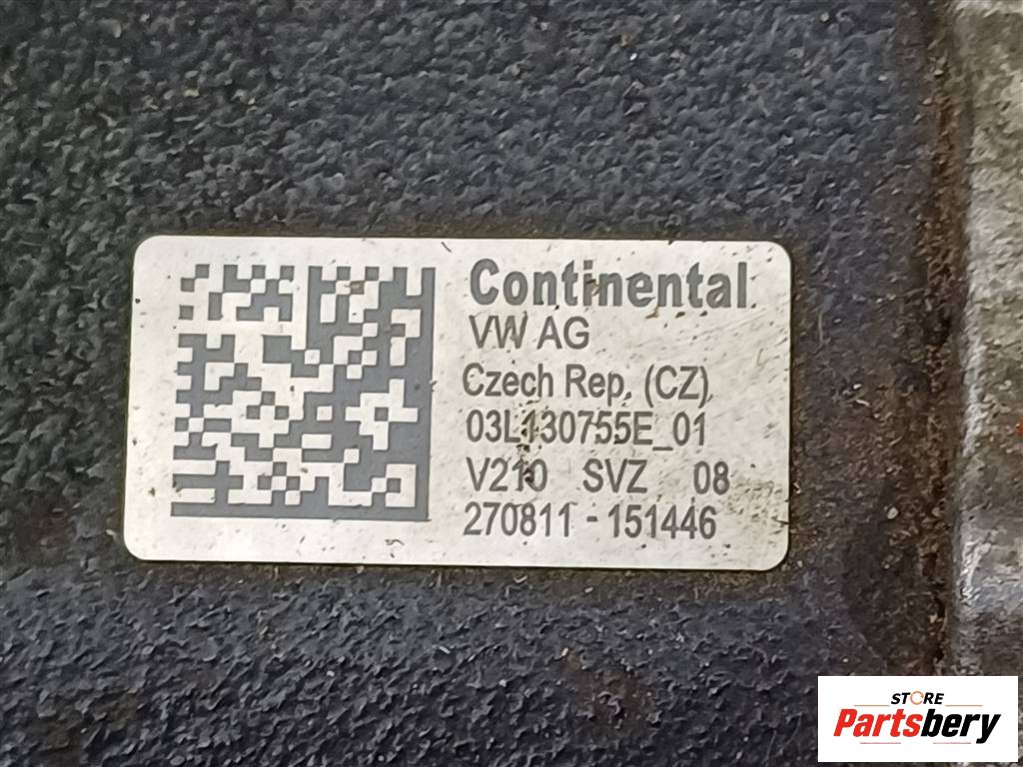 Continental
VW AG
Czech Rep. (CZ)
03L130755E_01
V210 SVZ 08
270811 - 151446
STORE
Partsbery